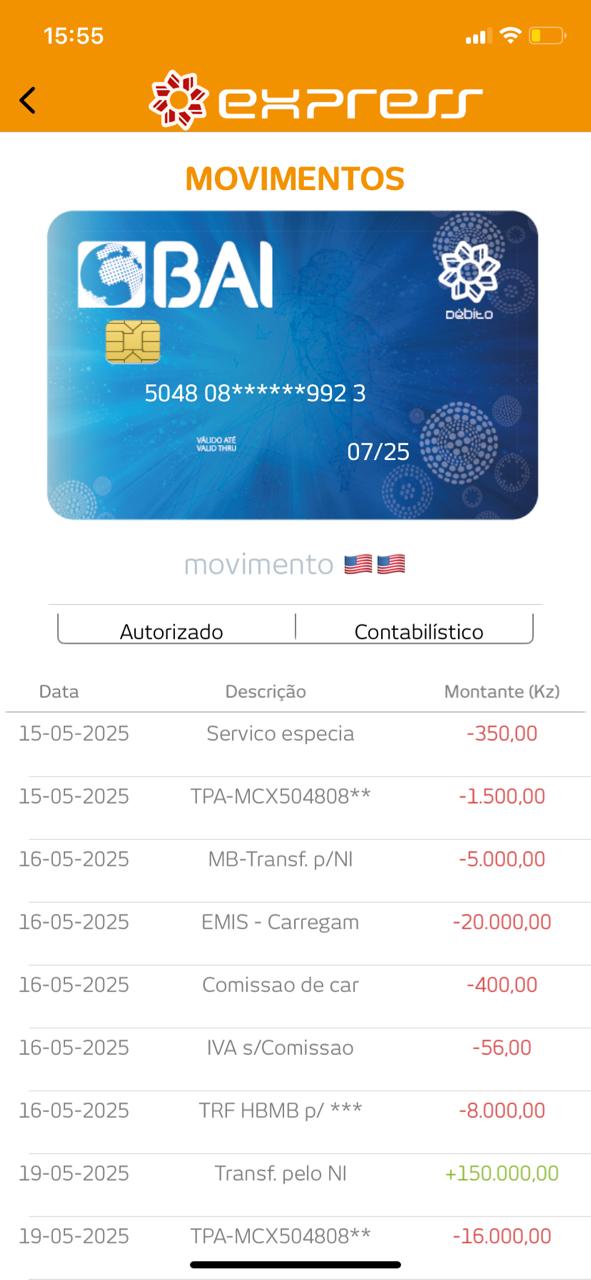 15:55
express
MOVIMENTOS
BAI
Débito
5048 08******992 3
VÁLIDO ATÉ
VALID THRU
07/25
movimento 🇺🇸🇺🇸
Autorizado Contabilístico
Data Descrição Montante (Kz)
15-05-2025 Servico especia -350,00
15-05-2025 TPA-MCX504808** -1.500,00
16-05-2025 MB-Transf. p/NI -5.000,00
16-05-2025 EMIS - Carregam -20.000,00
16-05-2025 Comissao de car -400,00
16-05-2025 IVA s/Comissao -56,00
16-05-2025 TRF HBMB p/ *** -8.000,00
19-05-2025 Transf. pelo NI +150.000,00
19-05-2025 TPA-MCX504808** -16.000,00